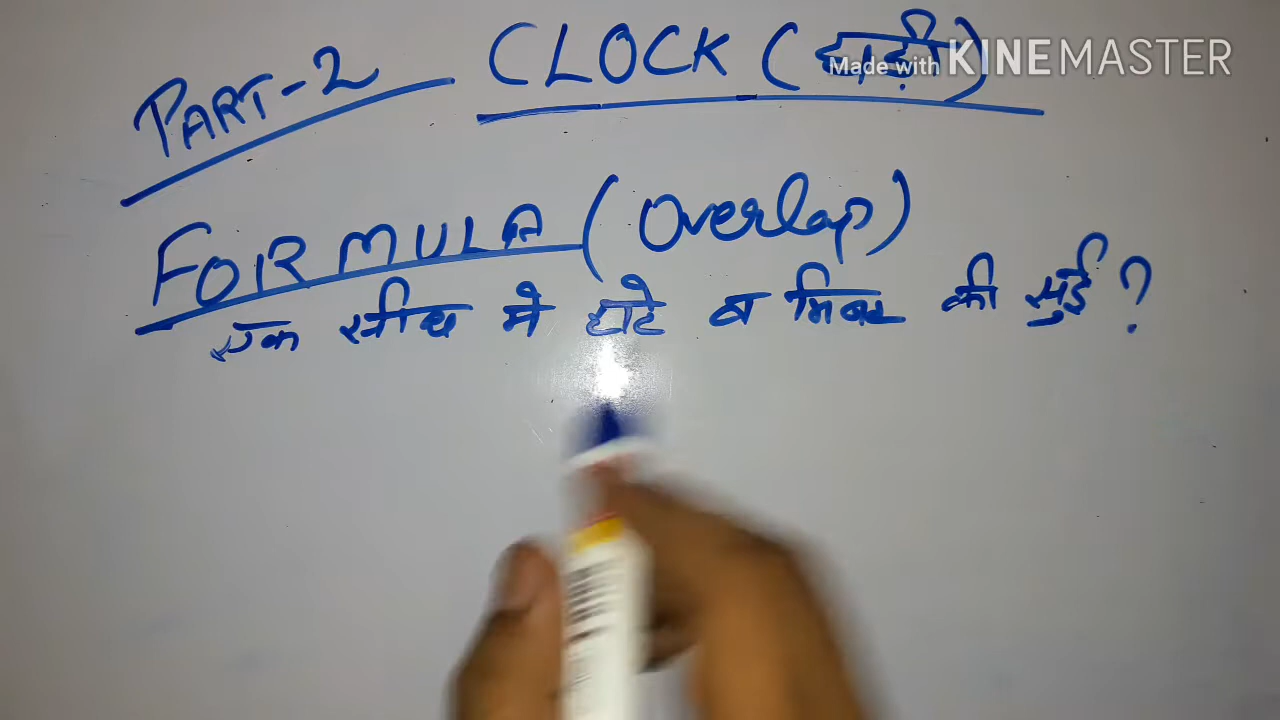 PART-2 CLOCK (घड़ी)
Made with KINEMASTER
FORMULA (Overlap)
एक सीध मे घंटे व मिनट की सुई ?